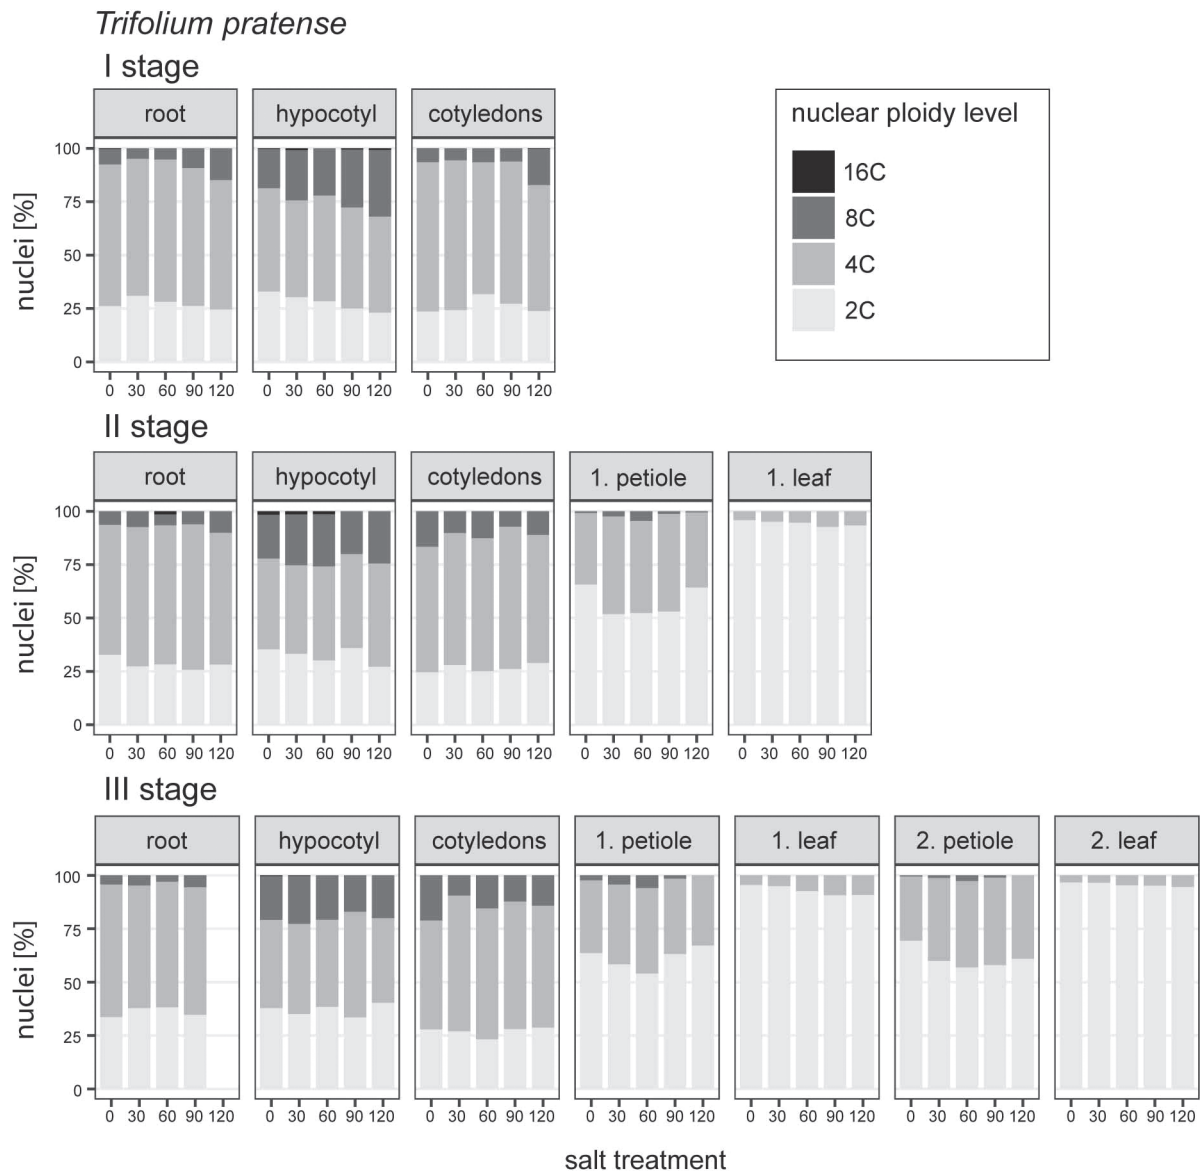 Trifolium pratense
I stage
root hypocotyl cotyledons
nuclear ploidy level
16C
8C
4C
2C
nuclei [%]
100
75
50
25
0
0 30 60 90 120 0 30 60 90 120 0 30 60 90 120
II stage
root hypocotyl cotyledons 1. petiole 1. leaf
nuclei [%]
100
75
50
25
0
0 30 60 90 120 0 30 60 90 120 0 30 60 90 120 0 30 60 90 120 0 30 60 90 120
III stage
root hypocotyl cotyledons 1. petiole 1. leaf 2. petiole 2. leaf
nuclei [%]
100
75
50
25
0
0 30 60 90 120 0 30 60 90 120 0 30 60 90 120 0 30 60 90 120 0 30 60 90 120 0 30 60 90 120 0 30 60 90 120
salt treatment